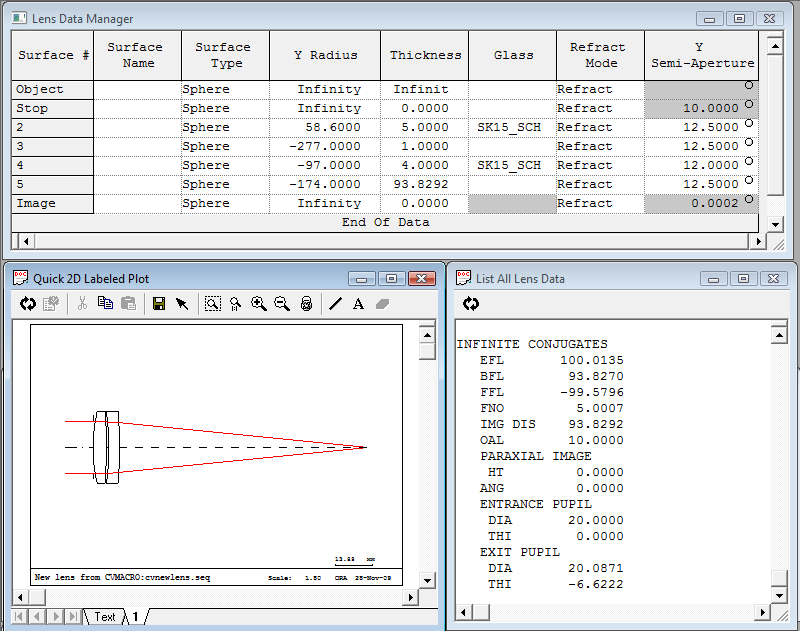 Lens Data Manager
Surface # Surface Name Surface Type Y Radius Thickness Glass Refract Mode Y Semi-Aperture
Object Sphere Infinity Infinit Refract
Stop Sphere Infinity 0.0000 Refract 10.0000
2 Sphere 58.6000 5.0000 SK15_SCH Refract 12.5000
3 Sphere -277.0000 1.0000 Refract 12.5000
4 Sphere -97.0000 4.0000 SK15_SCH Refract 12.0000
5 Sphere -174.0000 93.8292 Refract 12.5000
Image Sphere Infinity 0.0000 Refract 0.0002
End Of Data
Quick 2D Labeled Plot
13.89 MM
New lens from CVMACRO:cvnewlens.seq Scale: 1.80 ORA 28-Nov-09
Text 1
List All Lens Data
INFINITE CONJUGATES
EFL 100.0135
BFL 93.8270
FFL -99.5796
FNO 5.0007
IMG DIS 93.8292
OAL 10.0000
PARAXIAL IMAGE
HT 0.0000
ANG 0.0000
ENTRANCE PUPIL
DIA 20.0000
THI 0.0000
EXIT PUPIL
DIA 20.0871
THI -6.6222